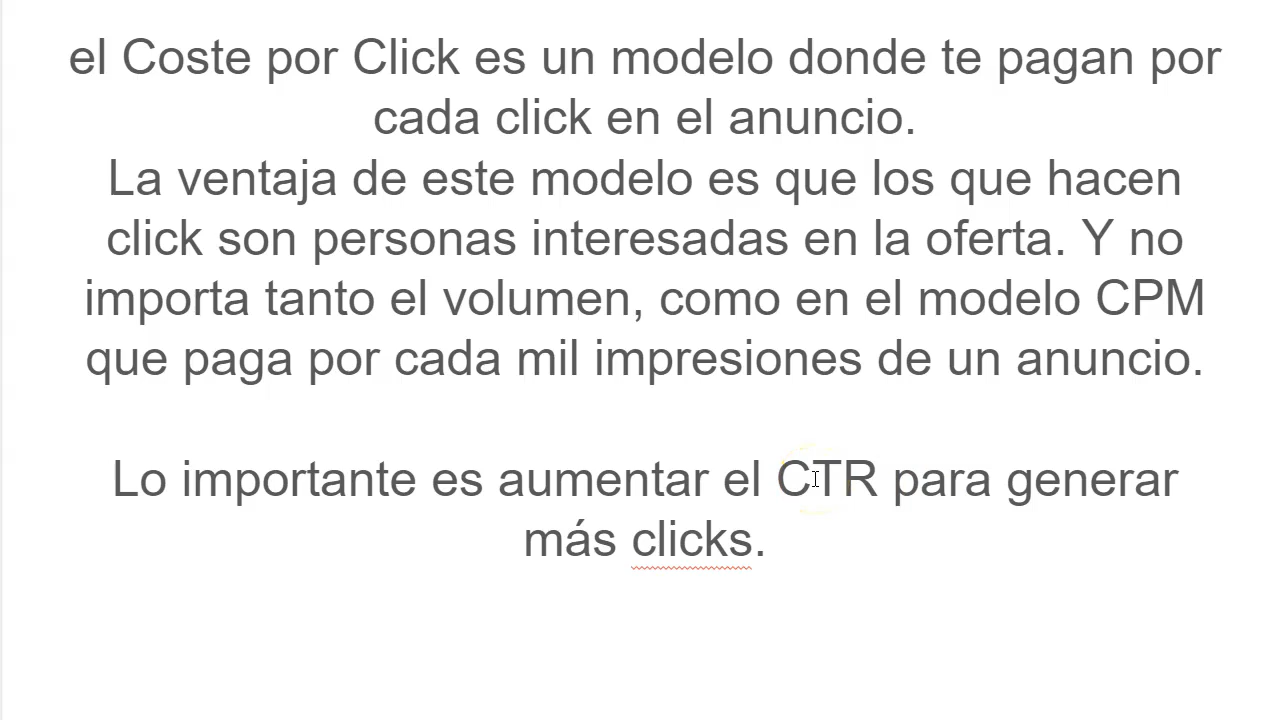 el Coste por Click es un modelo donde te pagan por
cada click en el anuncio.
La ventaja de este modelo es que los que hacen
click son personas interesadas en la oferta. Y no
importa tanto el volumen, como en el modelo CPM
que paga por cada mil impresiones de un anuncio.
Lo importante es aumentar el CTR para generar
más clicks.